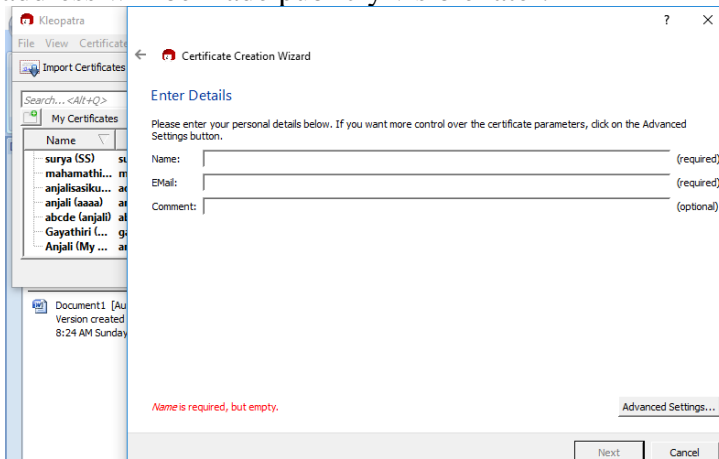 Kleopatra
File View Certificate
Import Certificates
Search...<Alt+Q>
My Certificates
Name
surya (SS)
mahamathi...
anjalisasiku...
anjali (aaaa)
abcde (anjali)
Gayathiri (...
Anjali (My ...
Document1 [Au
Version created
8:24 AM Sunday
? ×
Certificate Creation Wizard
Enter Details
Please enter your personal details below. If you want more control over the certificate parameters, click on the Advanced
Settings button.
Name: (required)
EMail: (required)
Comment: (optional)
Name is required, but empty.
Advanced Settings...
Next Cancel